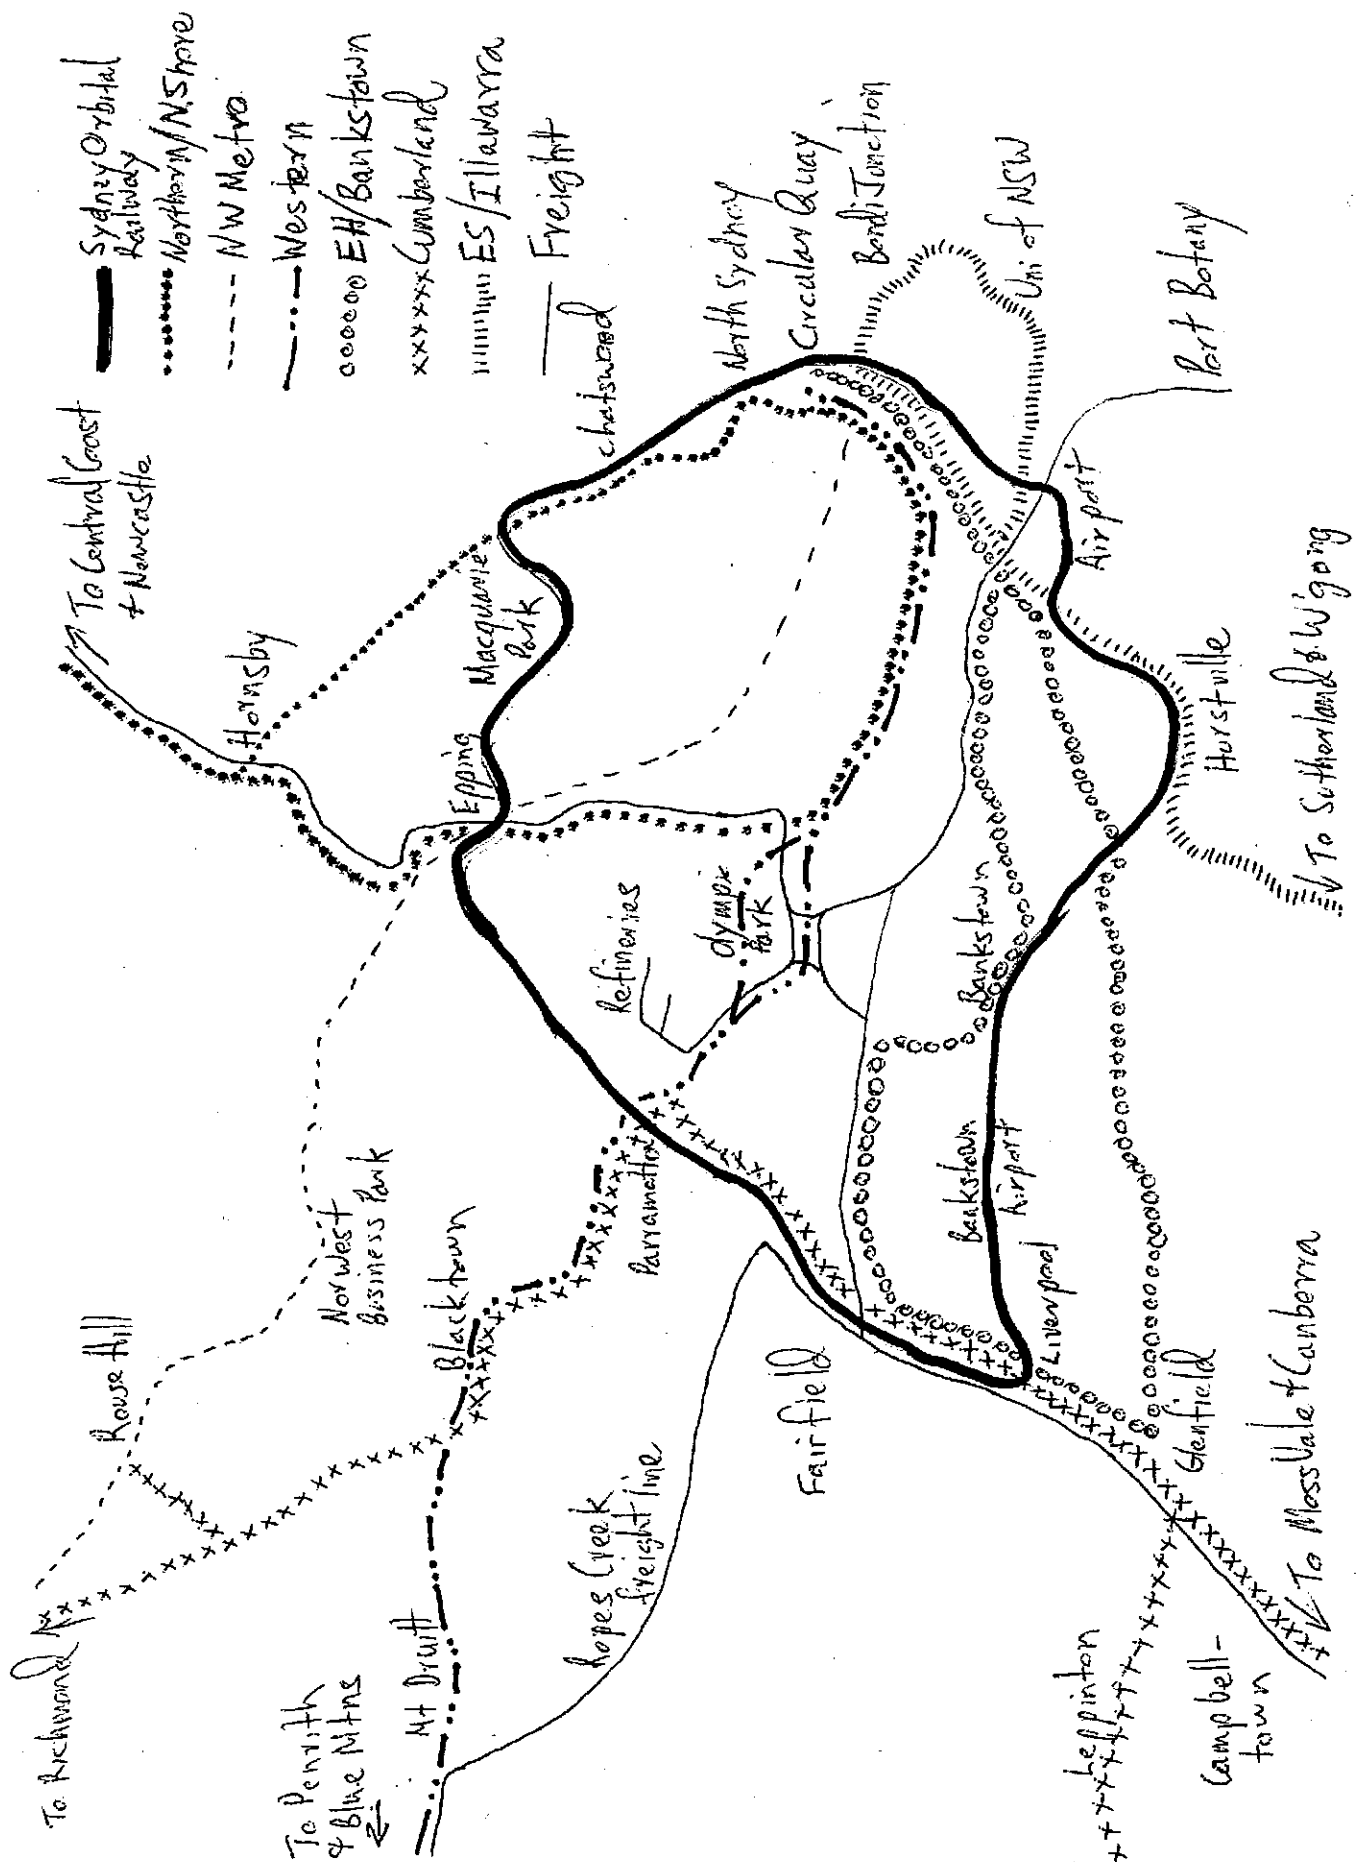 Sydney Orbital
Railway
Northern/N.Shore
NW Metro
Western
EH/Bankstown
Cumberland
ES/Illawarra
Freight
To Richmond
Rouse Hill
To Central Coast
+ Newcastle
Hornsby
Norwest
Business Park
To Penrith
+ Blue Mtns
Mt Druitt
Blacktown
Epping
Macquarie
Park
Chatswood
Parramatta
Refineries
Olympic
Park
North Sydney
Circular Quay
Bondi Junction
Ropes Creek
freight line
Fairfield
Bankstown
Bankstown
Airport
Liverpool
Uni of NSW
Airport
Port Botany
Leppinton
Glenfield
Hurstville
Campbell-
town
To Moss Vale + Canberra
To Sutherland & W'gong